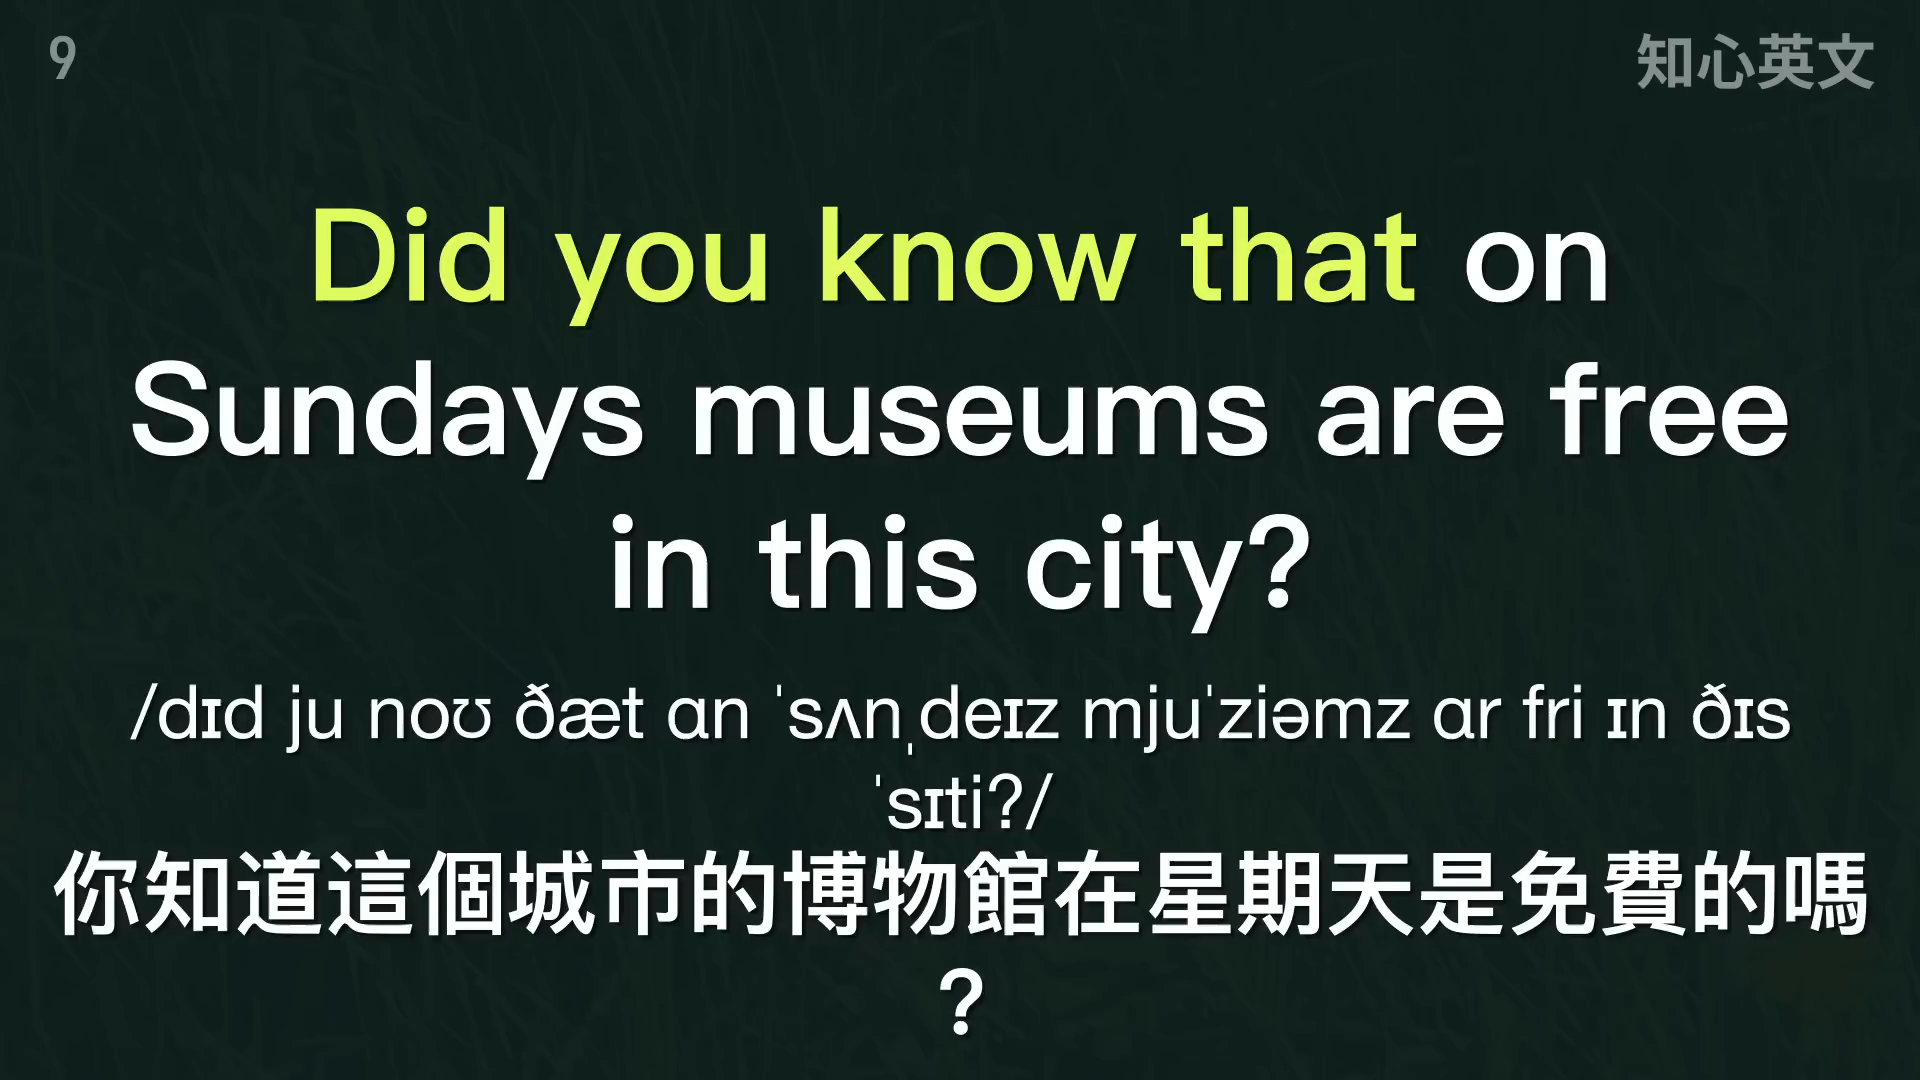 9
知心英文
Did you know that on
Sundays museums are free
in this city?
/dɪd ju noʊ ðæt ɑn ˈsʌnˌdeɪz mjuˈziəmz ɑr fri ɪn ðɪs
ˈsɪti?/
你知道這個城市的博物館在星期天是免費的嗎
?